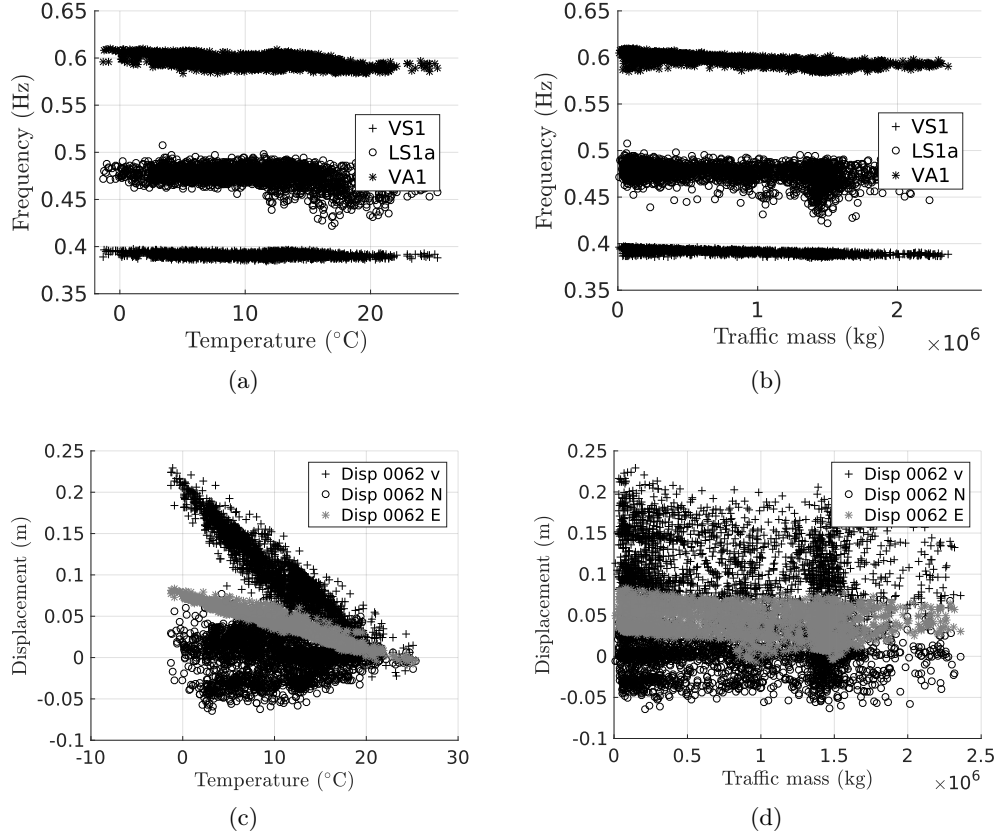 0.65
0.6
0.55
0.5
0.45
0.4
0.35
Frequency (Hz)
VS1
LS1a
VA1
0 10 20
Temperature (°C)
(a)
0.65
0.6
0.55
0.5
0.45
0.4
0.35
Frequency (Hz)
VS1
LS1a
VA1
0 1 2
Traffic mass (kg)
×10⁶
(b)
0.25
0.2
0.15
0.1
0.05
0
-0.05
-0.1
Displacement (m)
Disp 0062 v
Disp 0062 N
Disp 0062 E
-10 0 10 20 30
Temperature (°C)
(c)
0.25
0.2
0.15
0.1
0.05
0
-0.05
-0.1
Displacement (m)
Disp 0062 v
Disp 0062 N
Disp 0062 E
0 0.5 1 1.5 2 2.5
Traffic mass (kg)
×10⁶
(d)